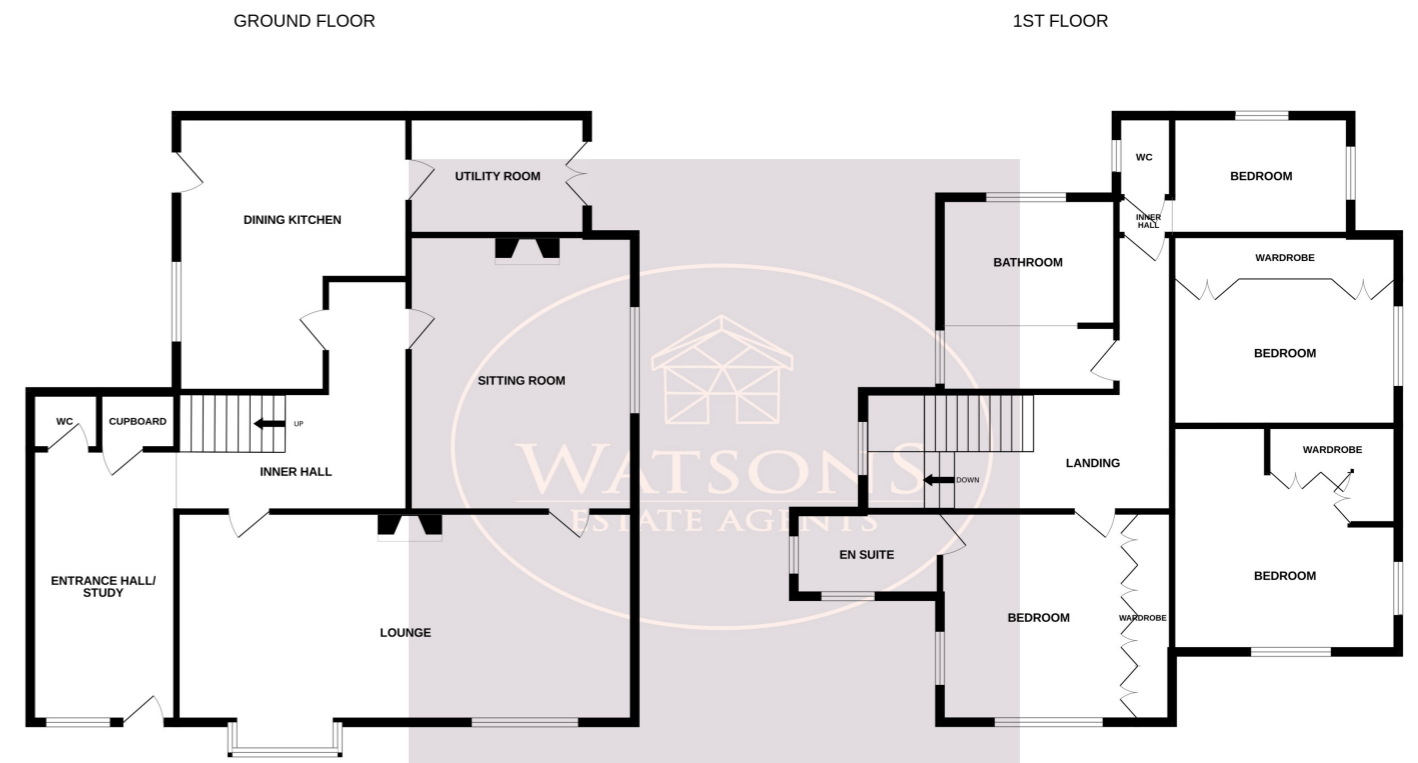 GROUND FLOOR
DINING KITCHEN
UTILITY ROOM
SITTING ROOM
WC
CUPBOARD
UP
INNER HALL
ENTRANCE HALL/
STUDY
LOUNGE
WATSONS
ESTATE AGENTS
1ST FLOOR
WC
BEDROOM
INNER
HALL
BATHROOM
WARDROBE
BEDROOM
LANDING
DOWN
WARDROBE
EN SUITE
BEDROOM
BEDROOM
WARDROBE